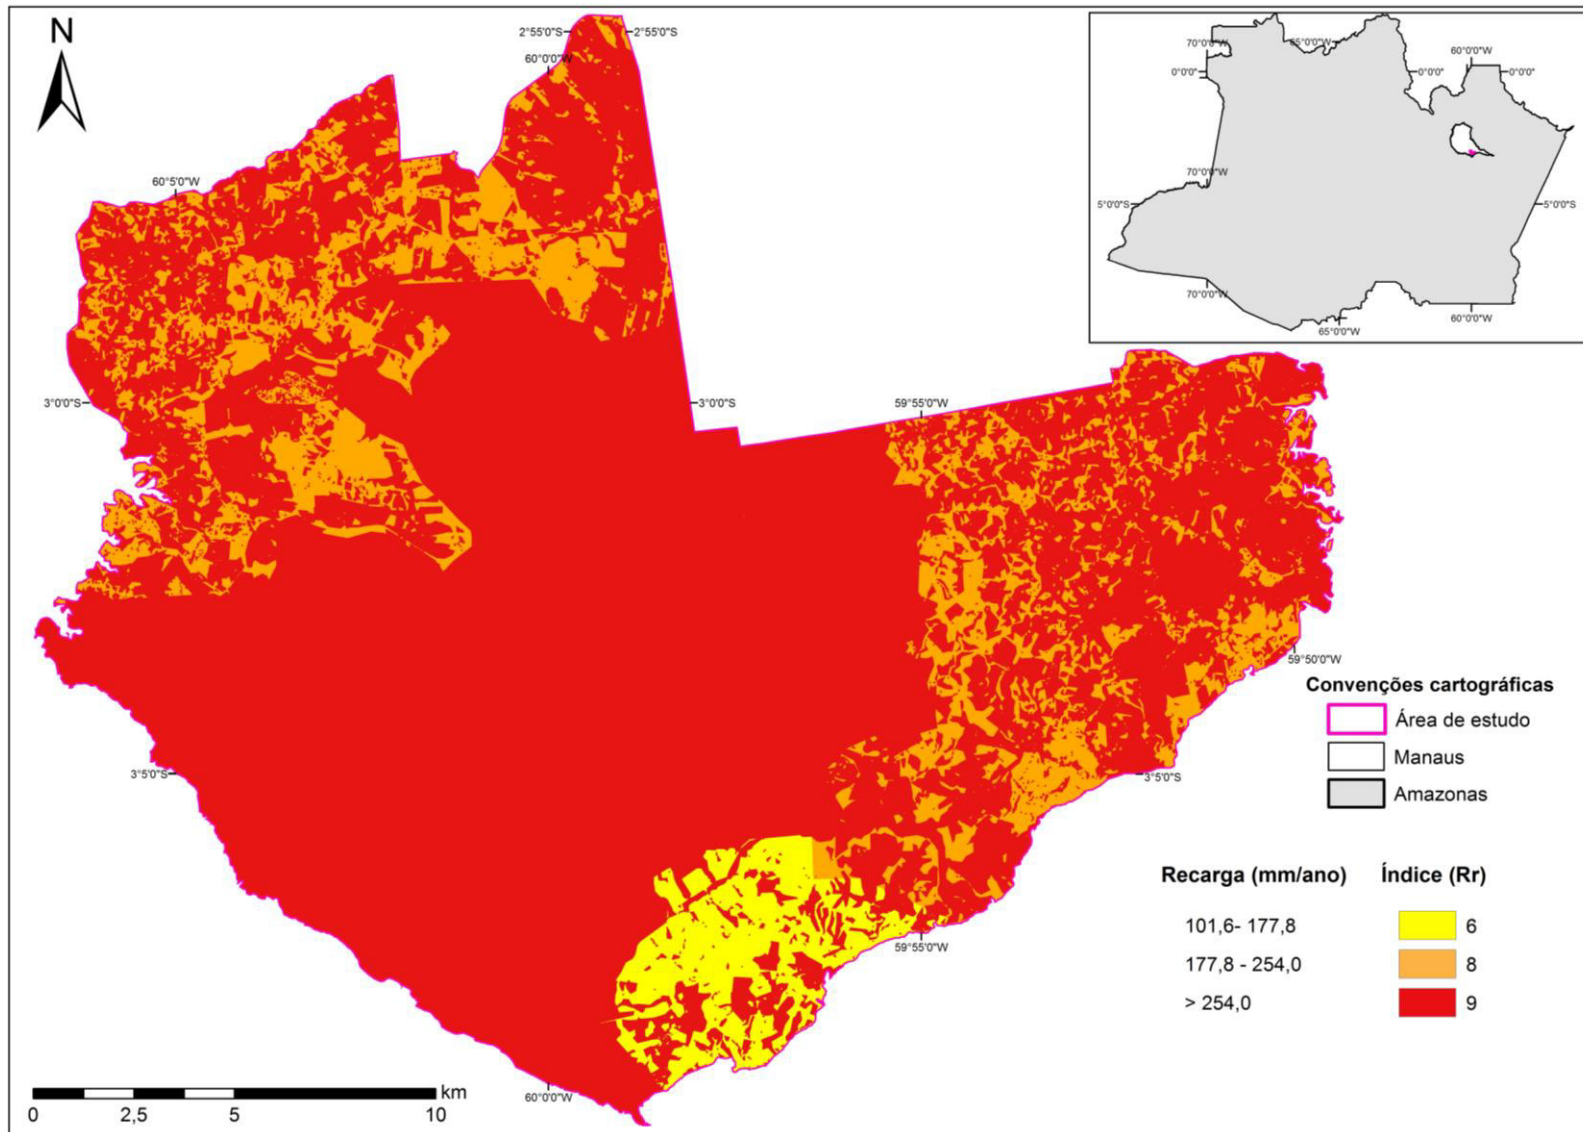 N
2°55'0"S
2°55'0"S
60°0'0"W
60°5'0"W
3°0'0"S
3°0'0"S
59°55'0"W
59°50'0"W
3°5'0"S
3°5'0"S
59°55'0"W
60°0'0"W
70°0'0"W
65°0'0"W
60°0'0"W
0°0'0"
0°0'0"
0°0'0"
70°0'0"W
5°0'0"S
5°0'0"S
70°0'0"W
65°0'0"W
60°0'0"W
Convenções cartográficas
Área de estudo
Manaus
Amazonas
Recarga (mm/ano) Índice (Rr)
101,6- 177,8 6
177,8 - 254,0 8
> 254,0 9
km
0 2,5 5 10